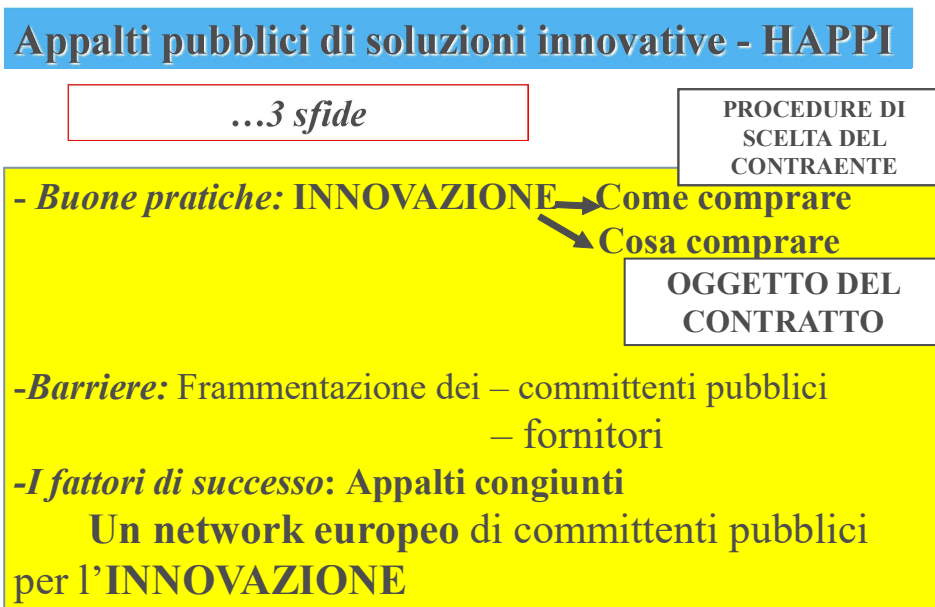 Appalti pubblici di soluzioni innovative - HAPPI
…3 sfide
PROCEDURE DI
SCELTA DEL
CONTRAENTE
- Buone pratiche: INNOVAZIONE Come comprare
Cosa comprare
OGGETTO DEL
CONTRATTO
-Barriere: Frammentazione dei – committenti pubblici
– fornitori
-I fattori di successo: Appalti congiunti
Un network europeo di committenti pubblici
per l’INNOVAZIONE